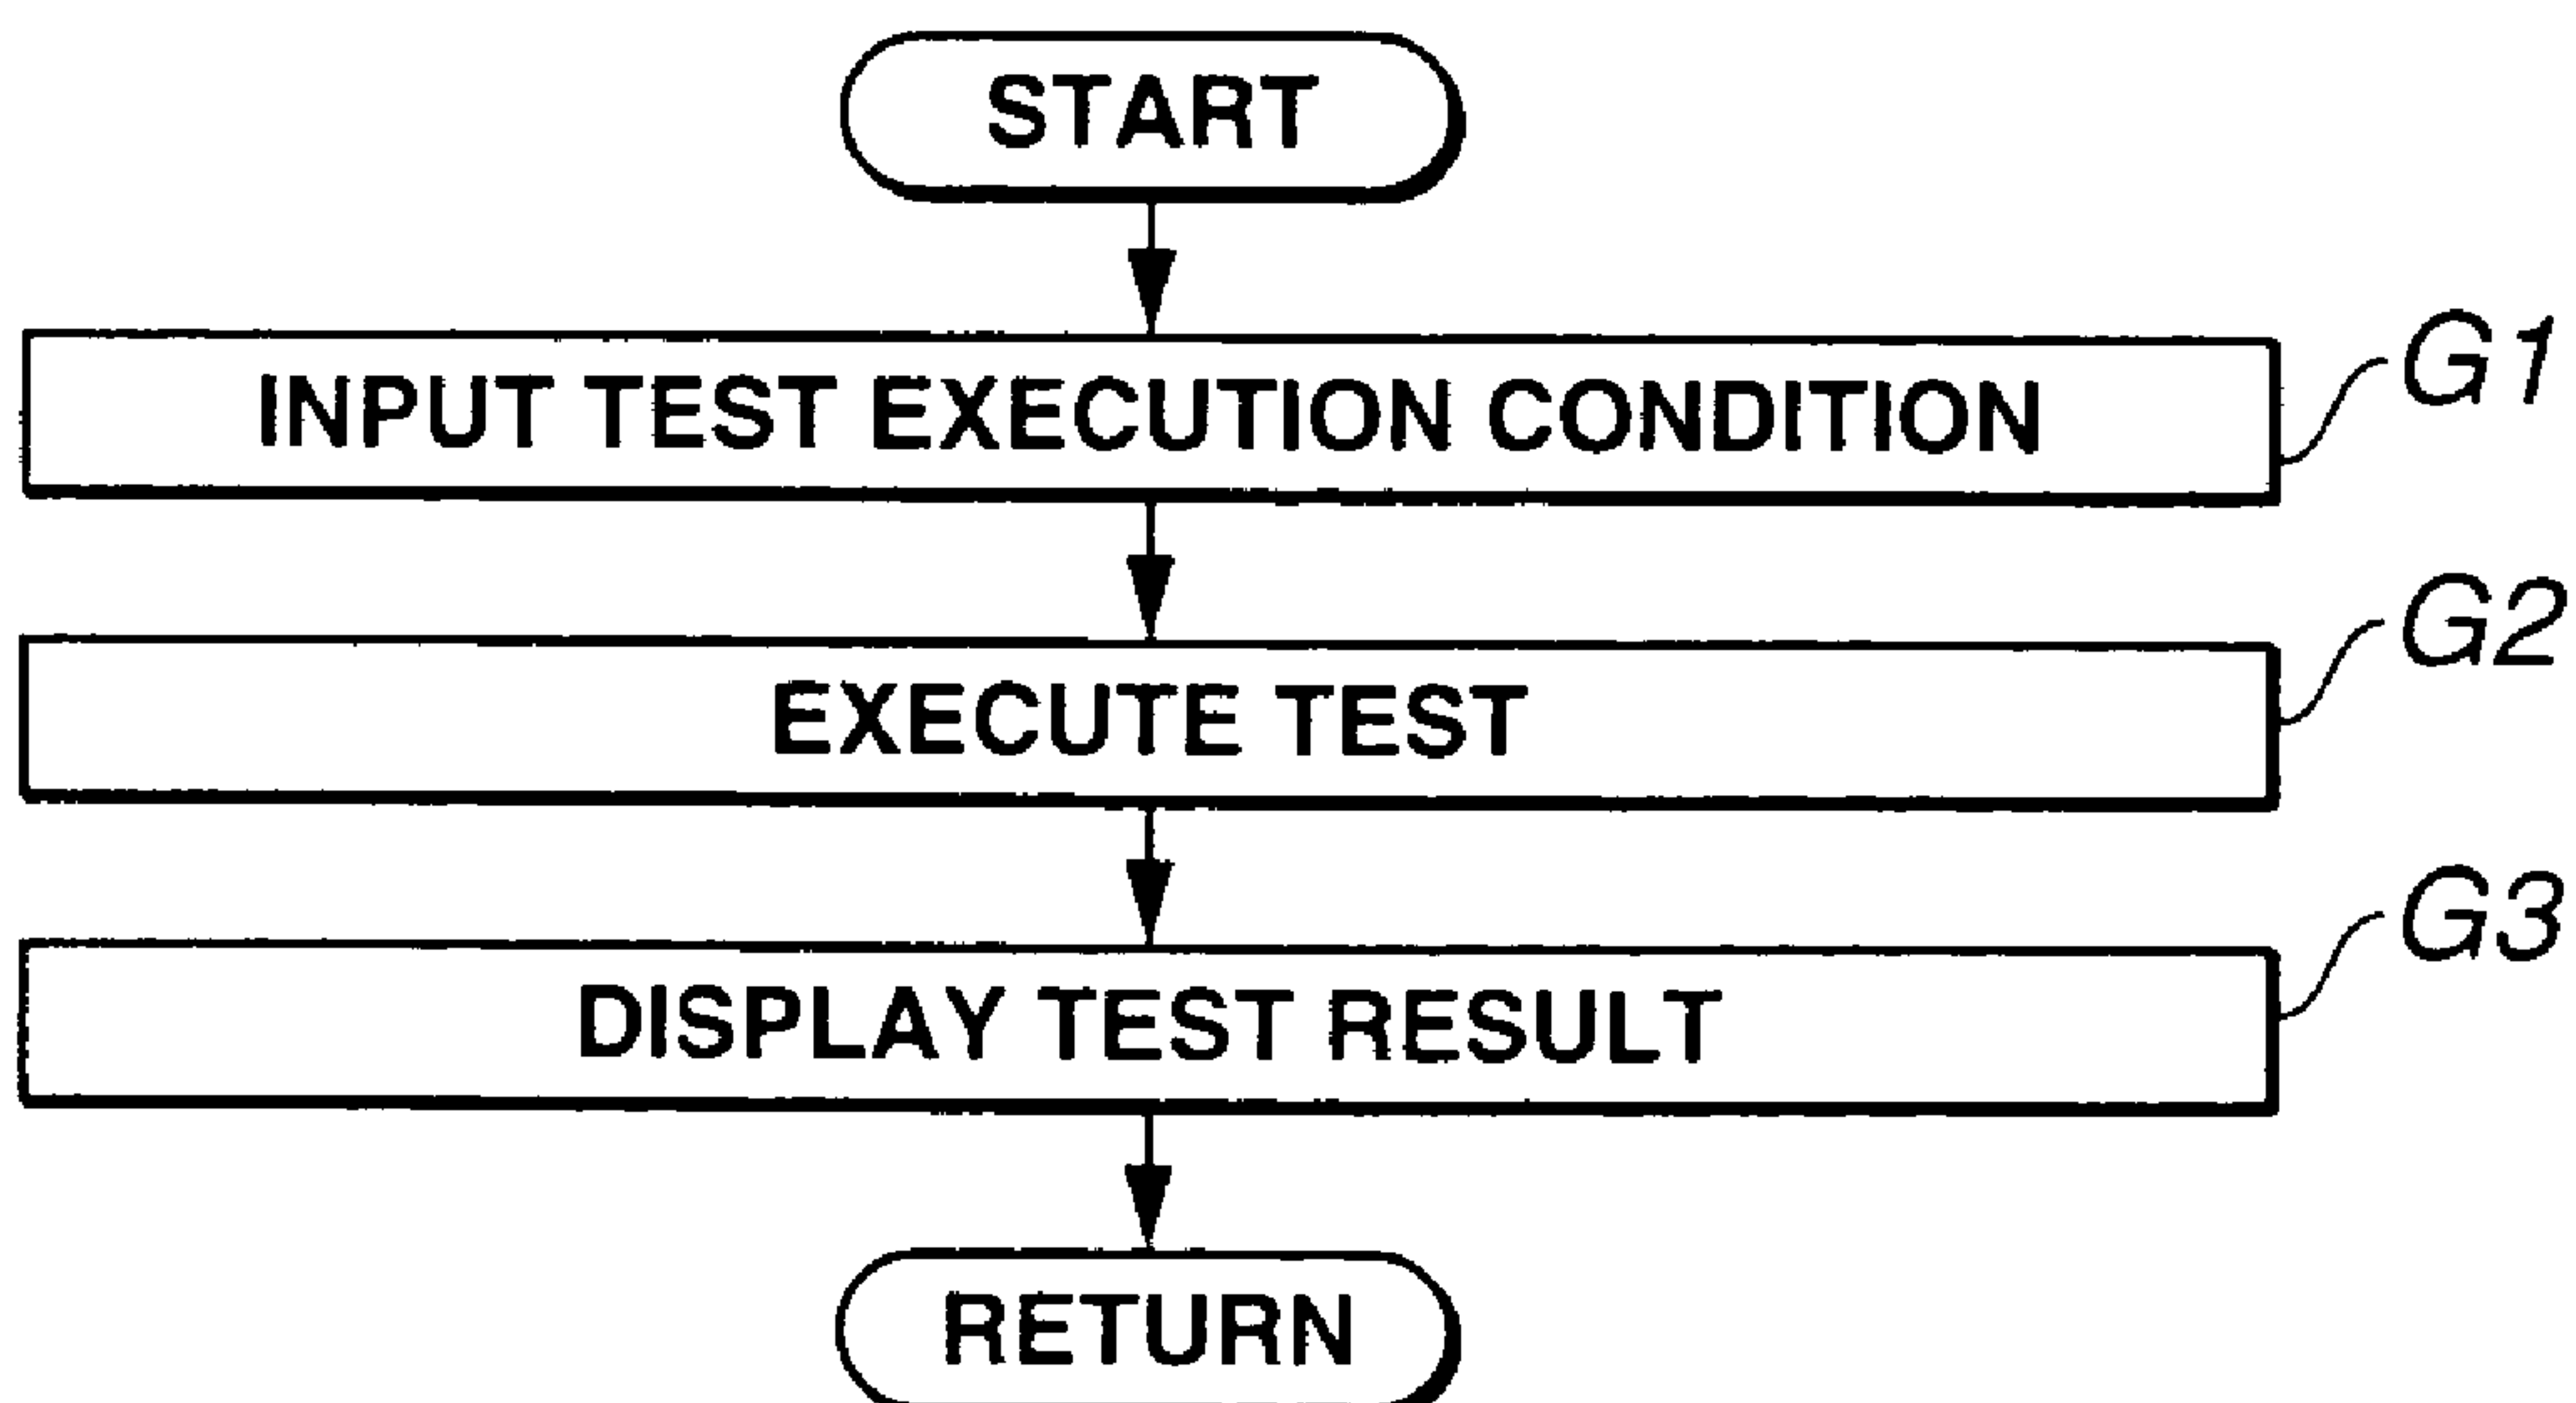 START
INPUT TEST EXECUTION CONDITION
G1
EXECUTE TEST
G2
DISPLAY TEST RESULT
G3
RETURN